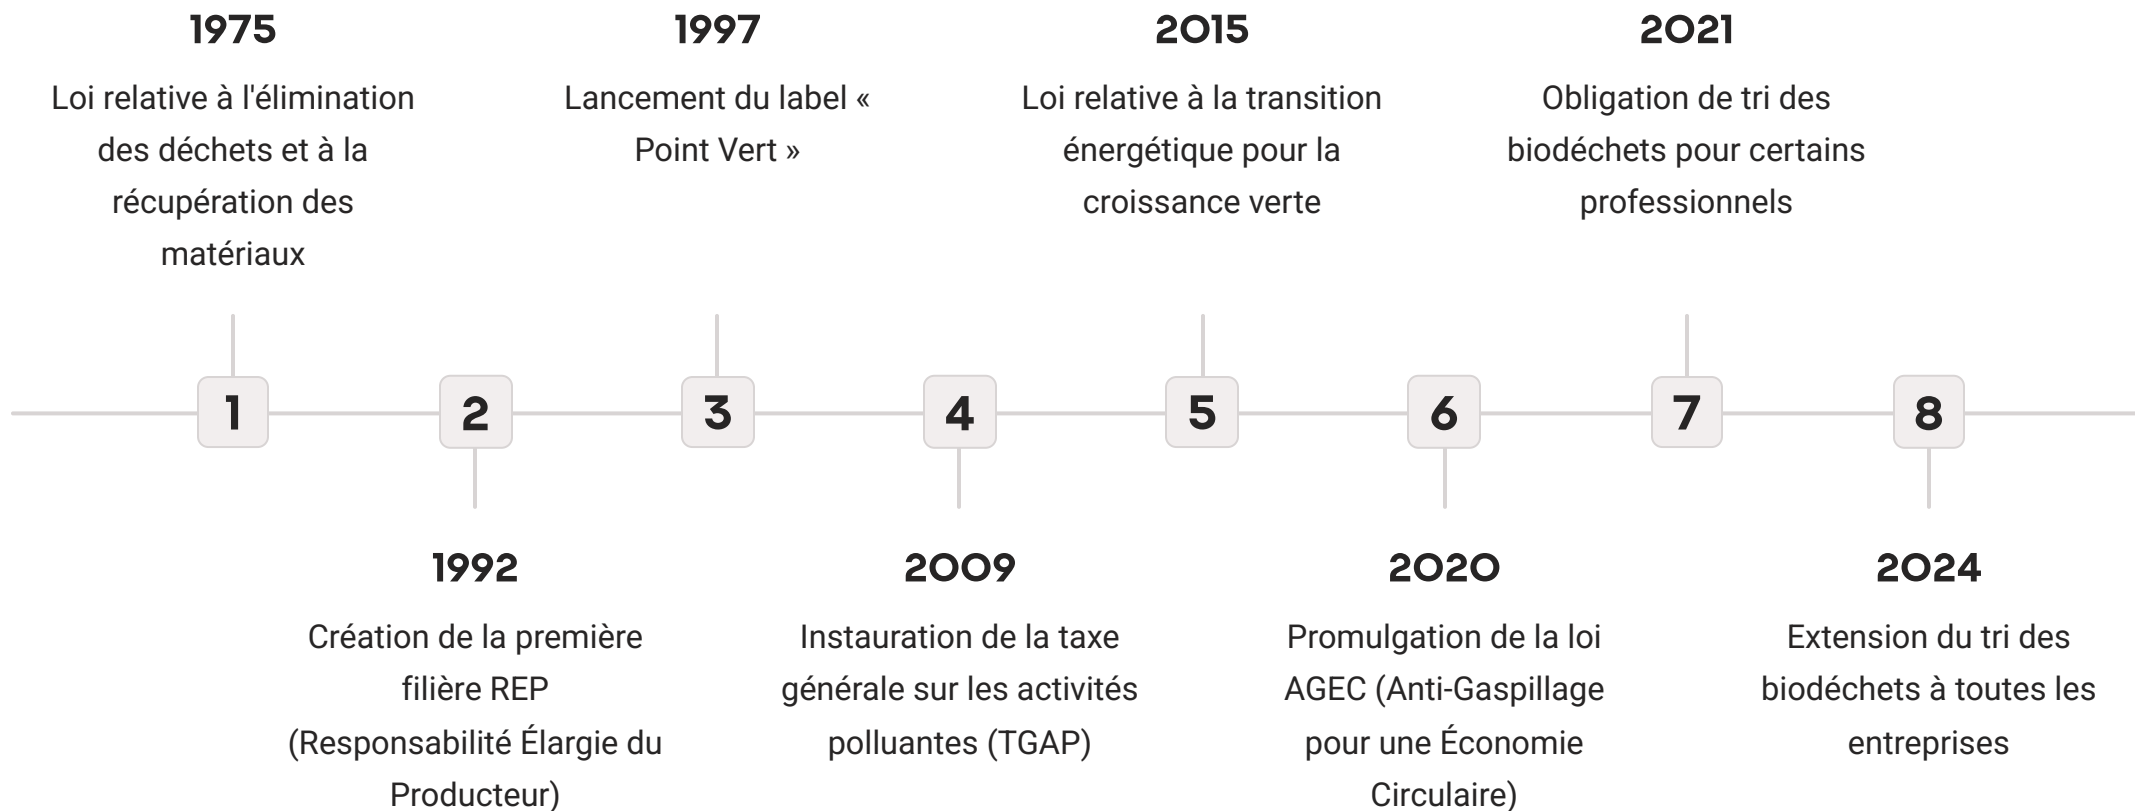 1975
Loi relative à l'élimination
des déchets et à la
récupération des
matériaux
1997
Lancement du label «
Point Vert »
2015
Loi relative à la transition
énergétique pour la
croissance verte
2021
Obligation de tri des
biodéchets pour certains
professionnels
1
2
3
4
5
6
7
8
1992
Création de la première
filière REP
(Responsabilité Élargie du
Producteur)
2009
Instauration de la taxe
générale sur les activités
polluantes (TGAP)
2020
Promulgation de la loi
AGEC (Anti-Gaspillage
pour une Économie
Circulaire)
2024
Extension du tri des
biodéchets à toutes les
entreprises